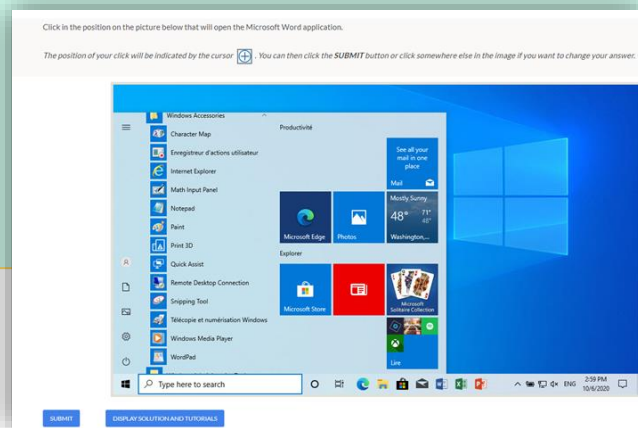 Click in the position on the picture below that will open the Microsoft Word application.
The position of your click will be indicated by the cursor . You can then click the SUBMIT button or click somewhere else in the image if you want to change your answer.
Windows Accessories
Character Map
Enregistreur d'actions utilisateur
Internet Explorer
Math Input Panel
Notepad
Paint
Print 3D
Quick Assist
Remote Desktop Connection
Snipping Tool
Télécopie et numérisation Windows
Windows Media Player
WordPad
Productivité
See all your
mail in one
place
Mail
Microsoft Edge
Photos
Mostly Sunny
48° 71°
48°
Washington,...
Explorer
Microsoft Store
Microsoft
Solitaire Collection
Lire
Type here to search
ENG
2:59 PM
10/6/2020
SUBMIT
DISPLAY SOLUTION AND TUTORIALS